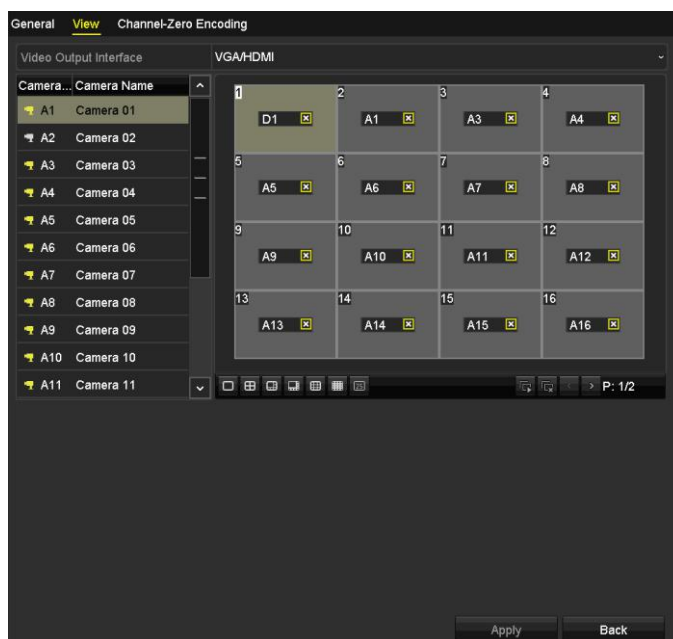 General View Channel-Zero Encoding
Video Output Interface VGA/HDMI
Camera... Camera Name
A1 Camera 01
A2 Camera 02
A3 Camera 03
A4 Camera 04
A5 Camera 05
A6 Camera 06
A7 Camera 07
A8 Camera 08
A9 Camera 09
A10 Camera 10
A11 Camera 11
1 2 3 4
D1 A1 A3 A4
5 6 7 8
A5 A6 A7 A8
9 10 11 12
A9 A10 A11 A12
13 14 15 16
A13 A14 A15 A16
P: 1/2
Apply Back